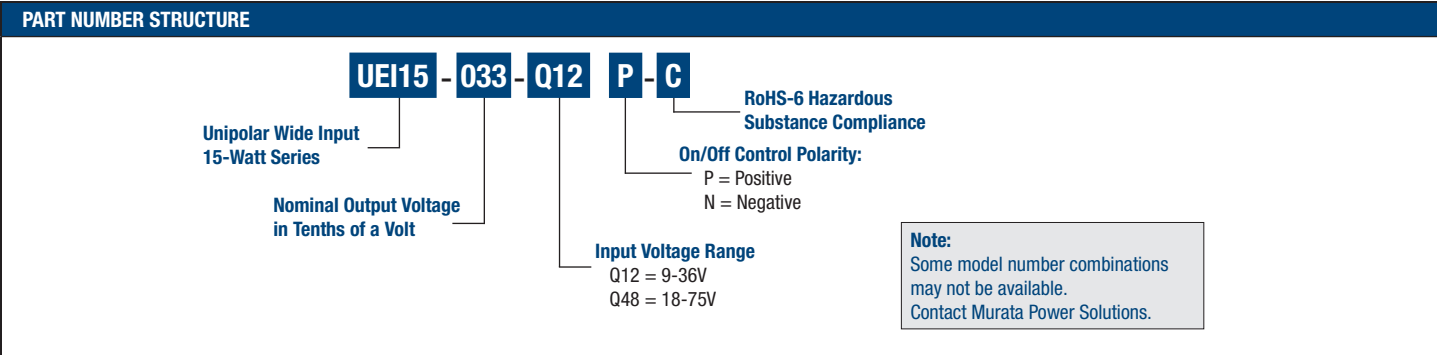 PART NUMBER STRUCTURE
UEI15 - 033 - Q12 P - C
RoHS-6 Hazardous
Substance Compliance
Unipolar Wide Input
15-Watt Series
On/Off Control Polarity:
P = Positive
N = Negative
Nominal Output Voltage
in Tenths of a Volt
Input Voltage Range
Q12 = 9-36V
Q48 = 18-75V
Note:
Some model number combinations
may not be available.
Contact Murata Power Solutions.